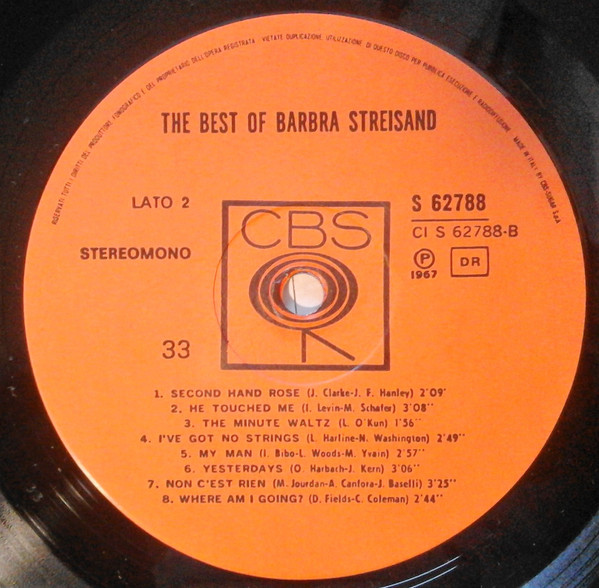 RISERVATI TUTTI I DIRITTI DEL PRODUTTORE FONOGRAFICO E DEL PROPRIETARIO DELL'OPERA REGISTRATA - VIETATE DUPLICAZIONE, UTILIZZAZIONE DI QUESTO DISCO PER PUBBLICA ESECUZIONE E RADIODIFFUSIONE. MADE IN ITALY BY CBS-SUGAR S.p.A
THE BEST OF BARBRA STREISAND
LATO 2
S 62788
CI S 62788-B
STEREOMONO
℗
1967
DR
CBS
33
1. SECOND HAND ROSE (J. Clarke-J. F. Hanley) 2'09'
2. HE TOUCHED ME (I. Levin-M. Schafer) 3'08''
3. THE MINUTE WALTZ (L. O'Kun) 1'56''
4. I'VE GOT NO STRINGS (L. Harline-N. Washington) 2'49''
5. MY MAN (I. Bibo-L. Woods-M. Yvain) 2'57''
6. YESTERDAYS (O. Harbach-J. Kern) 3'06''
7. NON C'EST RIEN (M. Jourdan-A. Canfora-J. Baselli) 3'25''
8. WHERE AM I GOING? (D. Fields-C. Coleman) 2'44''